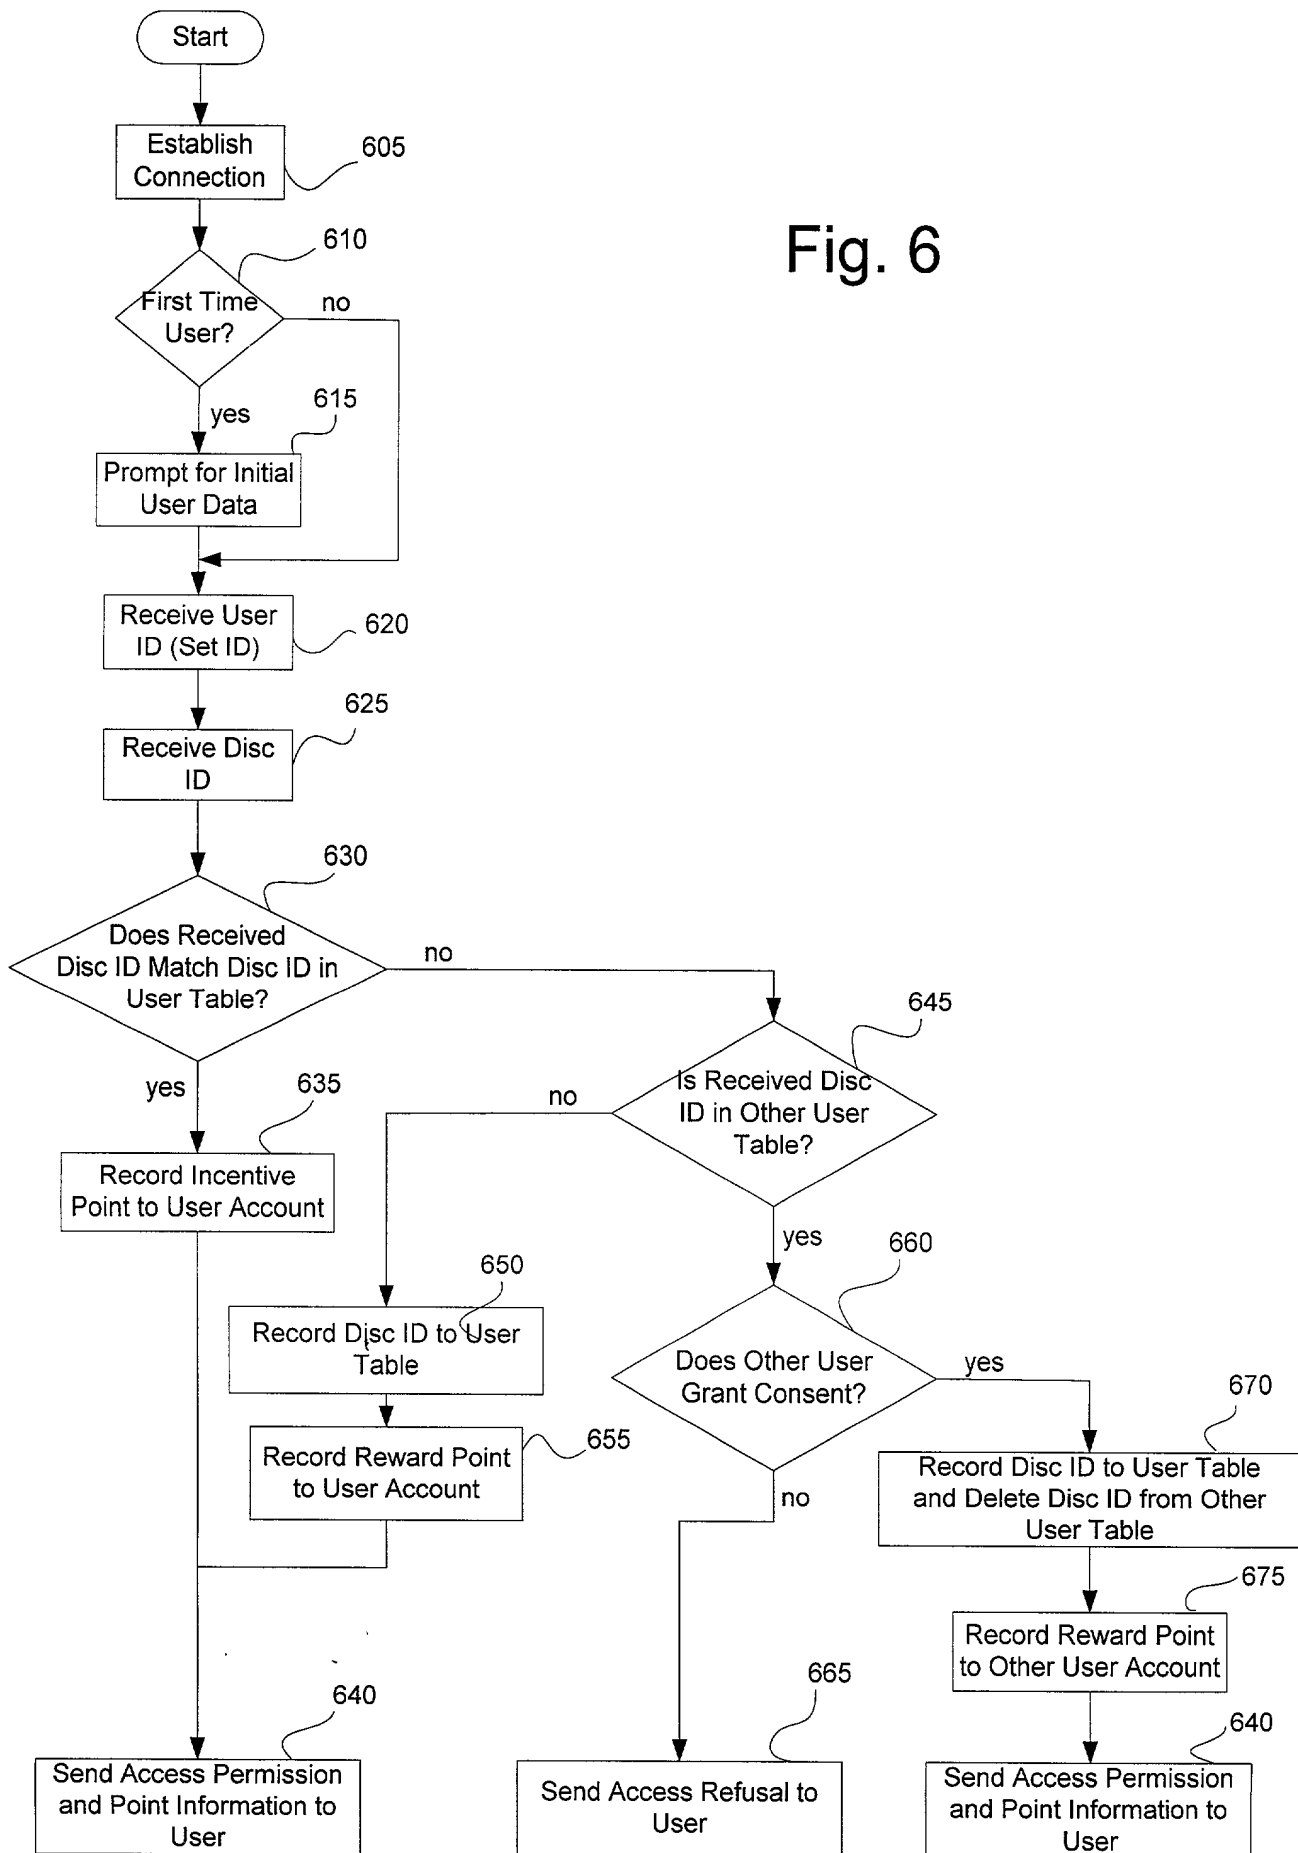 Start
Establish
Connection
605
Fig. 6
610
First Time
User?
no
yes
615
Prompt for Initial
User Data
Receive User
ID (Set ID)
620
625
Receive Disc
ID
630
Does Received
Disc ID Match Disc ID in
User Table?
no
yes
645
Is Received Disc
ID in Other User
Table?
no
yes
635
Record Incentive
Point to User Account
650
Record Disc ID to User
Table
660
Does Other User
Grant Consent?
yes
no
Record Reward Point
to User Account
655
670
Record Disc ID to User Table
and Delete Disc ID from Other
User Table
675
Record Reward Point
to Other User Account
640
Send Access Permission
and Point Information to
User
665
Send Access Refusal to
User
640
Send Access Permission
and Point Information to
User